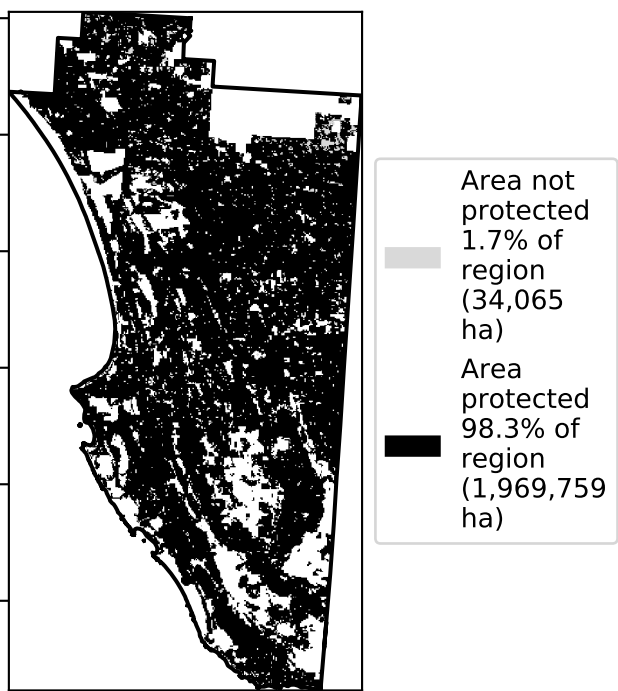 Area not
protected
1.7% of
region
(34,065
ha)
Area
protected
98.3% of
region
(1,969,759
ha)